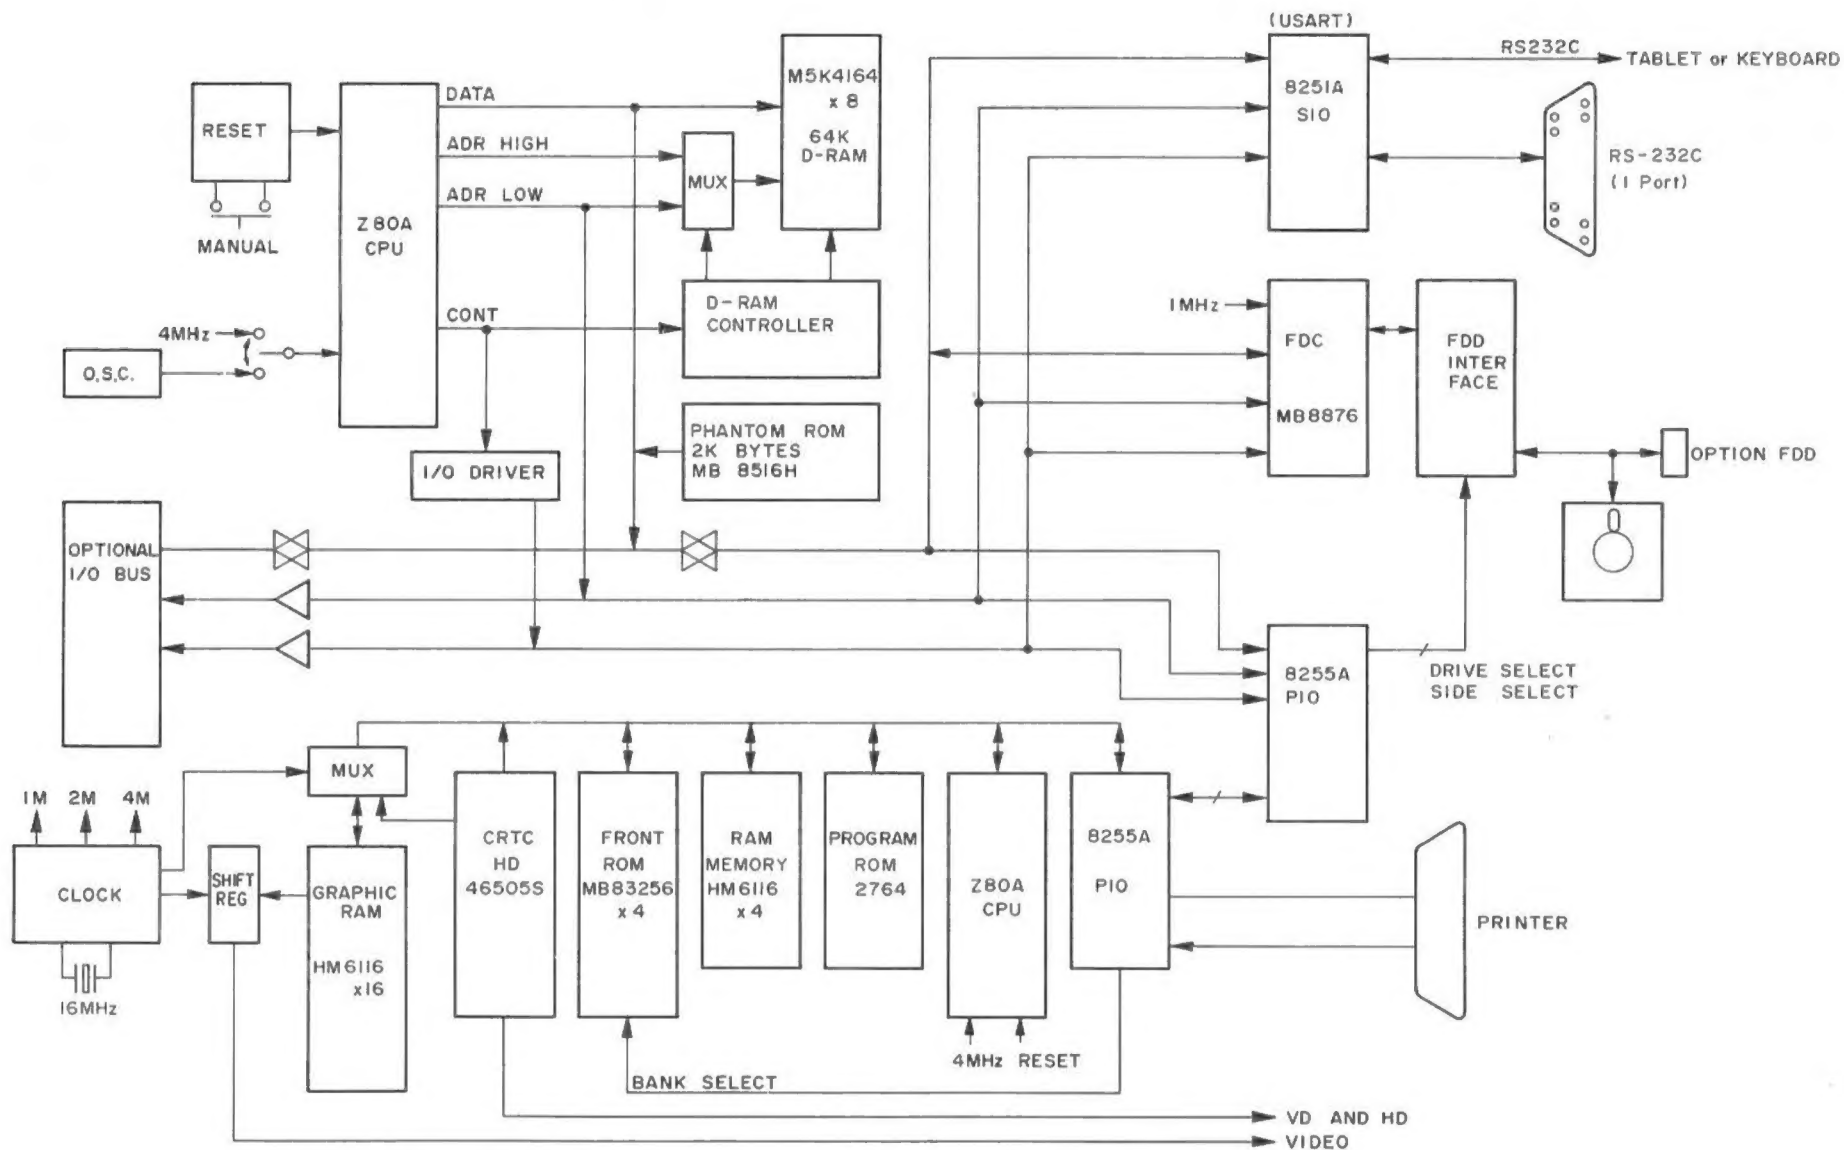 (USART)
RS232C
TABLET or KEYBOARD
8251A
SIO
RS-232C
(1 Port)
RESET
MANUAL
Z80A
CPU
DATA
ADR HIGH
ADR LOW
CONT
MUX
M5K4164
x 8
64K
D-RAM
D-RAM
CONTROLLER
4MHz
O.S.C.
PHANTOM ROM
2K BYTES
MB 8516H
I/O DRIVER
1MHz
FDC
MB8876
FDD
INTER
FACE
OPTION FDD
OPTIONAL
I/O BUS
8255A
PIO
DRIVE SELECT
SIDE SELECT
MUX
1M 2M 4M
CLOCK
16MHz
SHIFT
REG
GRAPHIC
RAM
HM6116
x16
CRTC
HD
46505S
FRONT
ROM
MB83256
x 4
RAM
MEMORY
HM6116
x 4
PROGRAM
ROM
2764
Z80A
CPU
8255A
PIO
PRINTER
4MHz RESET
BANK SELECT
VD AND HD
VIDEO